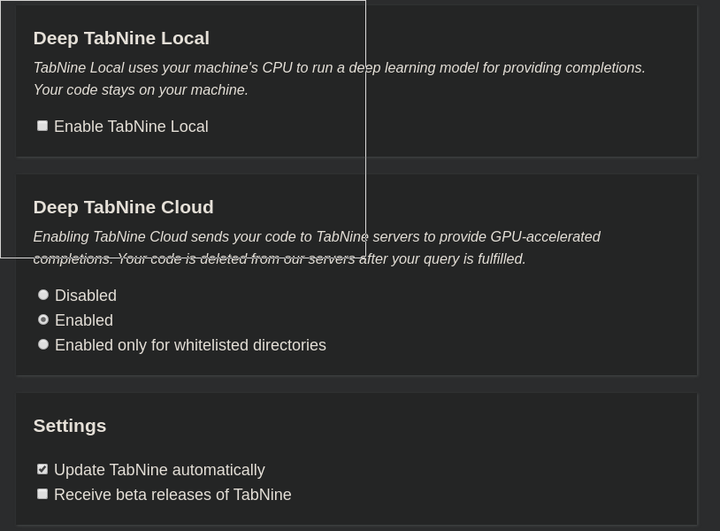 Deep TabNine Local
TabNine Local uses your machine's CPU to run a deep learning model for providing completions.
Your code stays on your machine.
Enable TabNine Local
Deep TabNine Cloud
Enabling TabNine Cloud sends your code to TabNine servers to provide GPU-accelerated
completions. Your code is deleted from our servers after your query is fulfilled.
Disabled
Enabled
Enabled only for whitelisted directories
Settings
Update TabNine automatically
Receive beta releases of TabNine